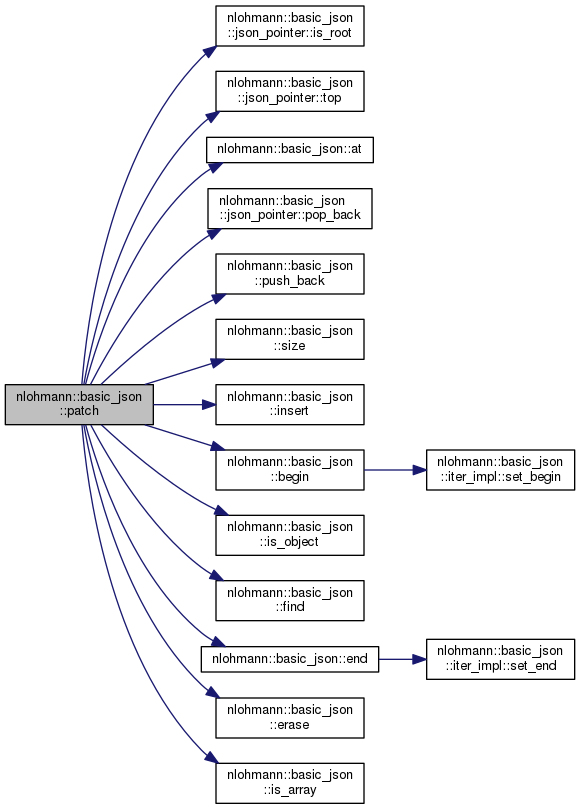 nlohmann::basic_json
::json_pointer::is_root
nlohmann::basic_json
::json_pointer::top
nlohmann::basic_json::at
nlohmann::basic_json
::json_pointer::pop_back
nlohmann::basic_json
::push_back
nlohmann::basic_json
::size
nlohmann::basic_json
::patch
nlohmann::basic_json
::insert
nlohmann::basic_json
::begin
nlohmann::basic_json
::iter_impl::set_begin
nlohmann::basic_json
::is_object
nlohmann::basic_json
::find
nlohmann::basic_json::end
nlohmann::basic_json
::iter_impl::set_end
nlohmann::basic_json
::erase
nlohmann::basic_json
::is_array